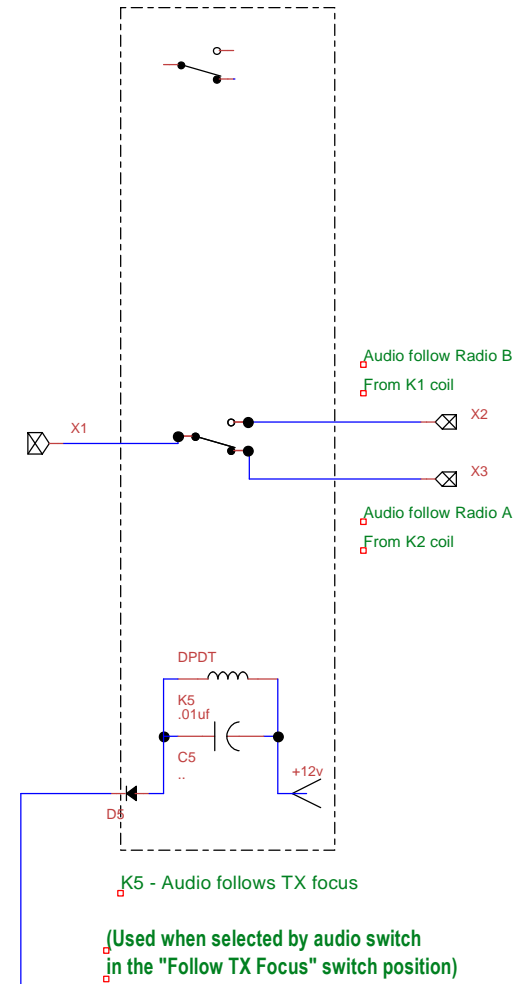 Audio follow Radio B
From K1 coil
X1
X2
X3
Audio follow Radio A
From K2 coil
DPDT
K5
.01uf
C5
..
+12v
D5
K5 - Audio follows TX focus
(Used when selected by audio switch
in the "Follow TX Focus" switch position)